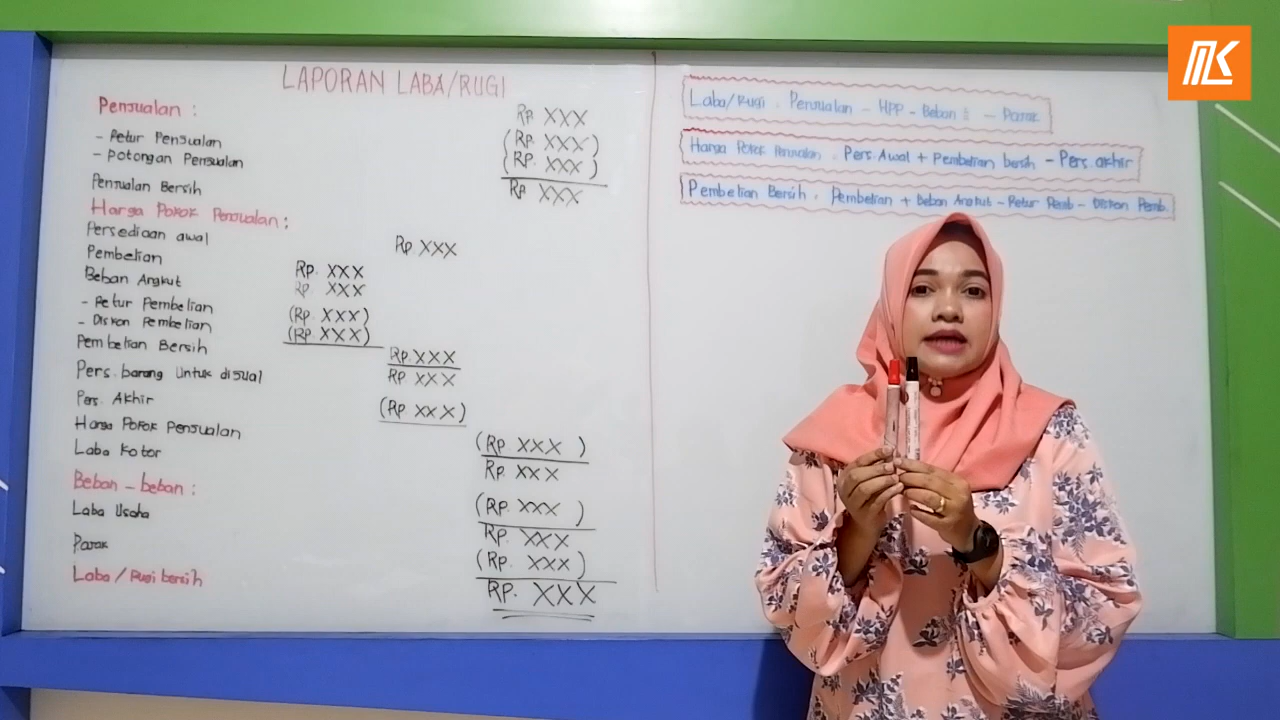 LAPORAN LABA/RUGI
Penjualan : Rp XXX
- Retur Penjualan (Rp. XXX)
- Potongan Penjualan (Rp. XXX)
Penjualan Bersih Rp XXX
Harga Pokok Penjualan :
Persediaan awal Rp. XXX
Pembelian Rp. XXX
Beban Angkut Rp XXX
- Retur Pembelian (Rp. XXX)
- Diskon Pembelian (Rp. XXX)
Pembelian Bersih Rp. XXX
Pers. barang Untuk dijual Rp XXX
Pers. Akhir (Rp XXX)
Harga Pokok Penjualan (Rp XXX)
Laba Kotor Rp XXX
Beban - beban : (Rp XXX)
Laba Usaha Rp XXX
Pajak (Rp XXX)
Laba / Rugi bersih Rp. XXX
Laba/Rugi : Penjualan - HPP - Beban² - Pajak
Harga Pokok Penjualan : Pers. Awal + Pembelian bersih - Pers. akhir
Pembelian Bersih : Pembelian + Beban Angkut - Retur Pemb - Diskon Pemb.